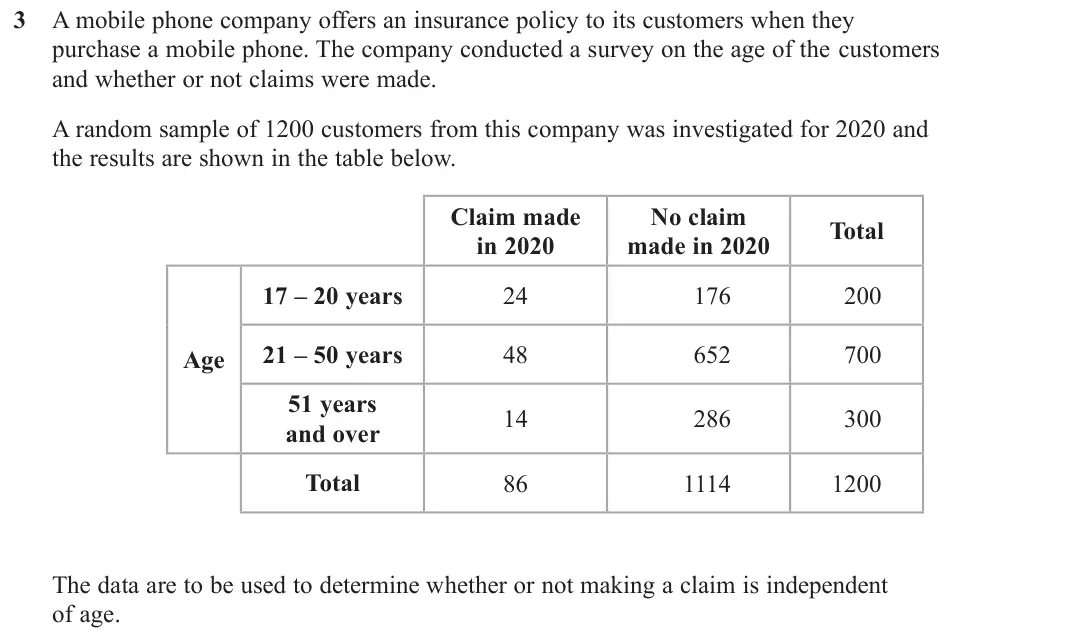 3 A mobile phone company offers an insurance policy to its customers when they
purchase a mobile phone. The company conducted a survey on the age of the customers
and whether or not claims were made.
A random sample of 1200 customers from this company was investigated for 2020 and
the results are shown in the table below.
Claim made in 2020 No claim made in 2020 Total
Age
17 – 20 years 24 176 200
21 – 50 years 48 652 700
51 years and over 14 286 300
Total 86 1114 1200
The data are to be used to determine whether or not making a claim is independent
of age.